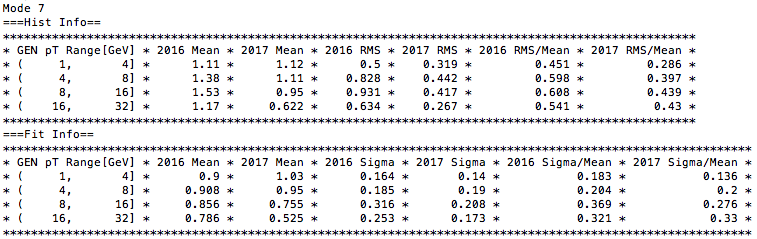 Mode 7
===Hist Info==
*********************************************************************************************************
* GEN pT Range[GeV] * 2016 Mean * 2017 Mean * 2016 RMS * 2017 RMS * 2016 RMS/Mean * 2017 RMS/Mean *
* ( 1, 4] * 1.11 * 1.12 * 0.5 * 0.319 * 0.451 * 0.286 *
* ( 4, 8] * 1.38 * 1.11 * 0.828 * 0.442 * 0.598 * 0.397 *
* ( 8, 16] * 1.53 * 0.95 * 0.931 * 0.417 * 0.608 * 0.439 *
* ( 16, 32] * 1.17 * 0.622 * 0.634 * 0.267 * 0.541 * 0.43 *
*********************************************************************************************************
===Fit Info==
*****************************************************************************************************************
* GEN pT Range[GeV] * 2016 Mean * 2017 Mean * 2016 Sigma * 2017 Sigma * 2016 Sigma/Mean * 2017 Sigma/Mean *
* ( 1, 4] * 0.9 * 1.03 * 0.164 * 0.14 * 0.183 * 0.136 *
* ( 4, 8] * 0.908 * 0.95 * 0.185 * 0.19 * 0.204 * 0.2 *
* ( 8, 16] * 0.856 * 0.755 * 0.316 * 0.208 * 0.369 * 0.276 *
* ( 16, 32] * 0.786 * 0.525 * 0.253 * 0.173 * 0.321 * 0.33 *
*****************************************************************************************************************